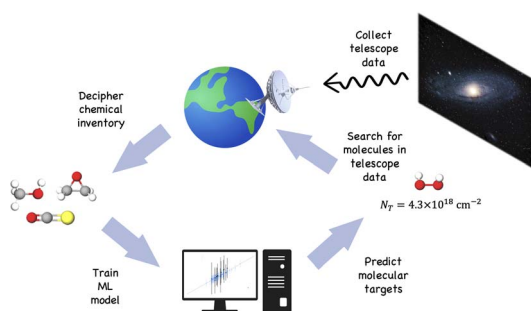 Collect
telescope
data
Decipher
chemical
inventory
Search for
molecules in
telescope
data
N_T = 4.3×10^18 cm^−2
Train
ML
model
Predict
molecular
targets